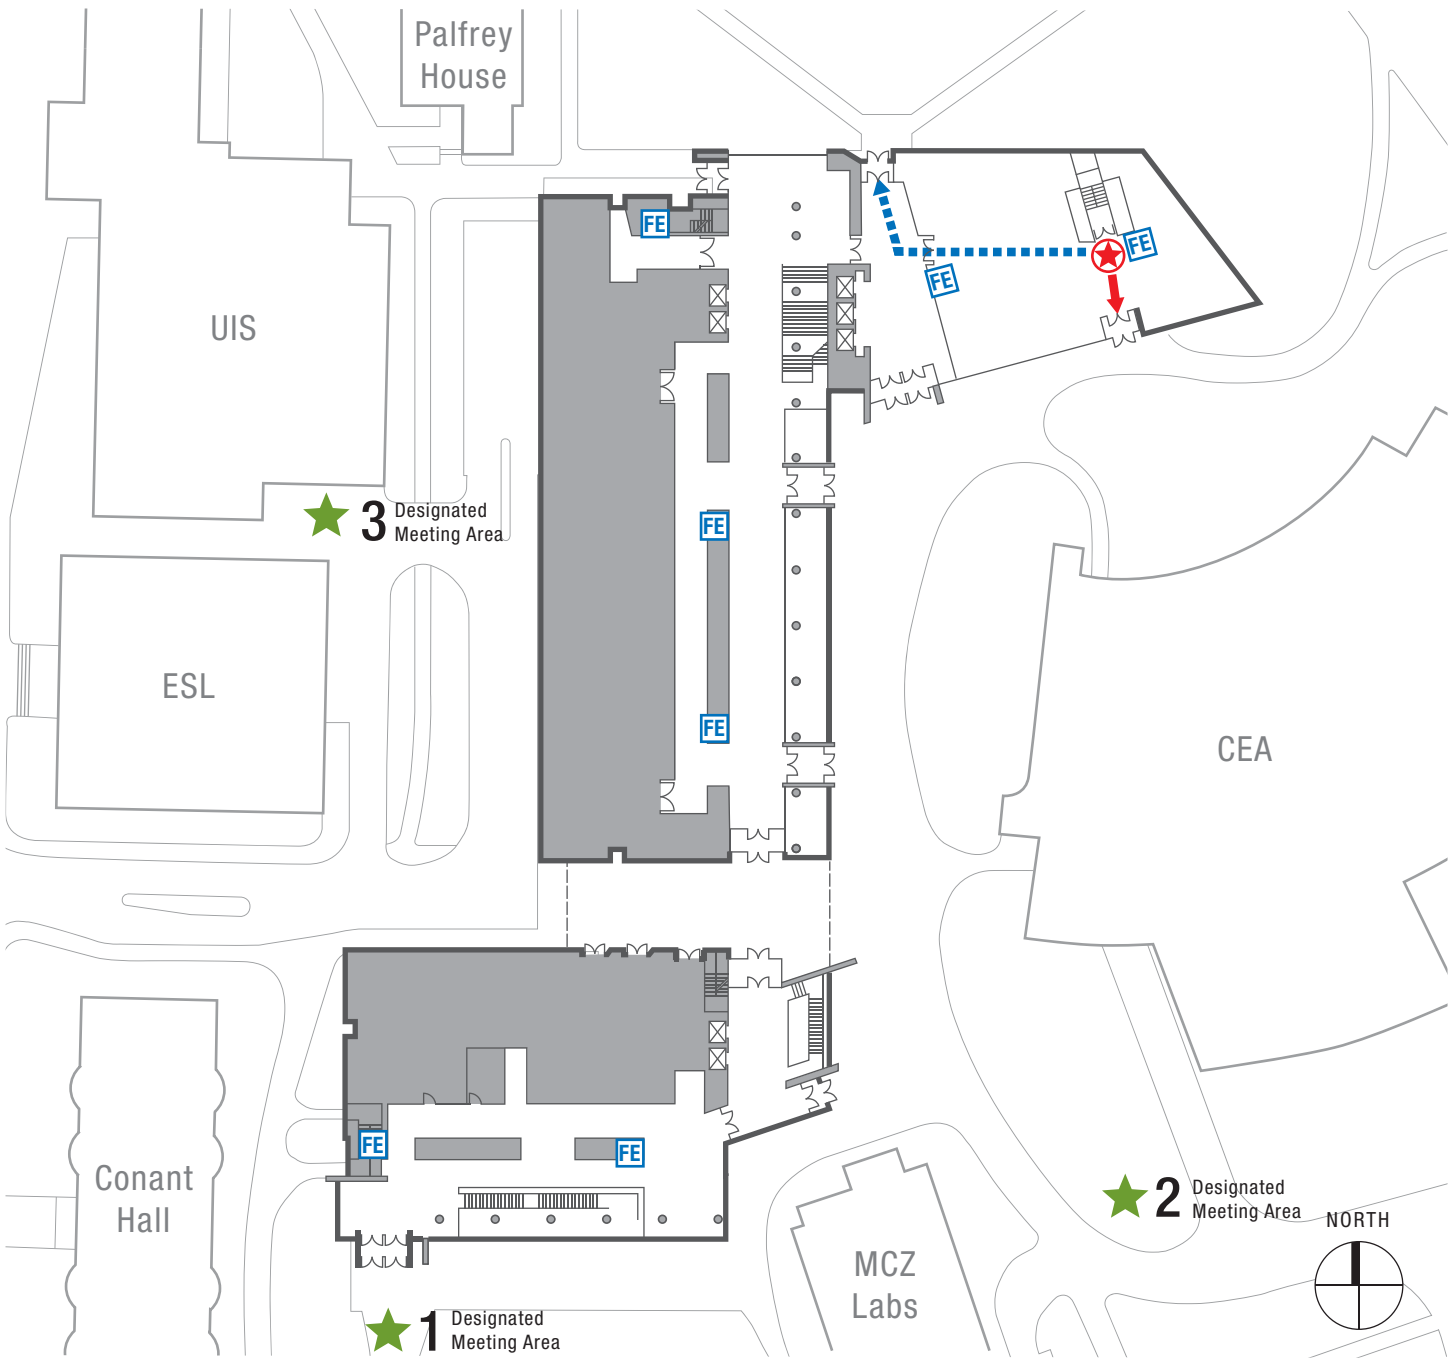 Palfrey
House
FE
FE
FE
UIS
3 Designated
Meeting Area
FE
ESL
FE
CEA
FE
FE
Conant
Hall
2 Designated
Meeting Area
NORTH
MCZ
Labs
1 Designated
Meeting Area